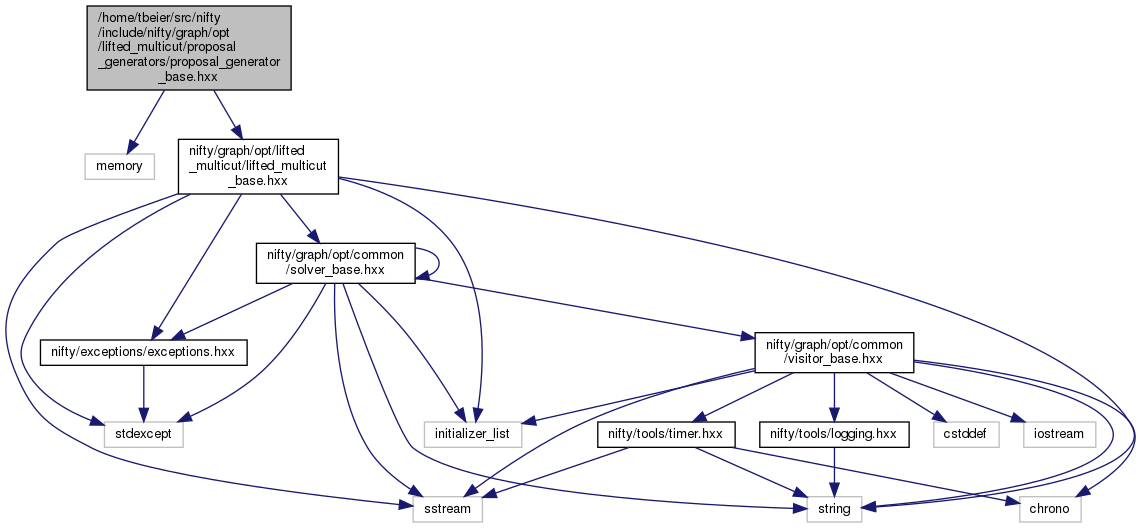 /home/tbeier/src/nifty
/include/nifty/graph/opt
/lifted_multicut/proposal
_generators/proposal_generator
_base.hxx
memory
nifty/graph/opt/lifted
_multicut/lifted_multicut
_base.hxx
nifty/graph/opt/common
/solver_base.hxx
nifty/exceptions/exceptions.hxx
nifty/graph/opt/common
/visitor_base.hxx
stdexcept
initializer_list
nifty/tools/timer.hxx
nifty/tools/logging.hxx
cstddef
iostream
sstream
string
chrono